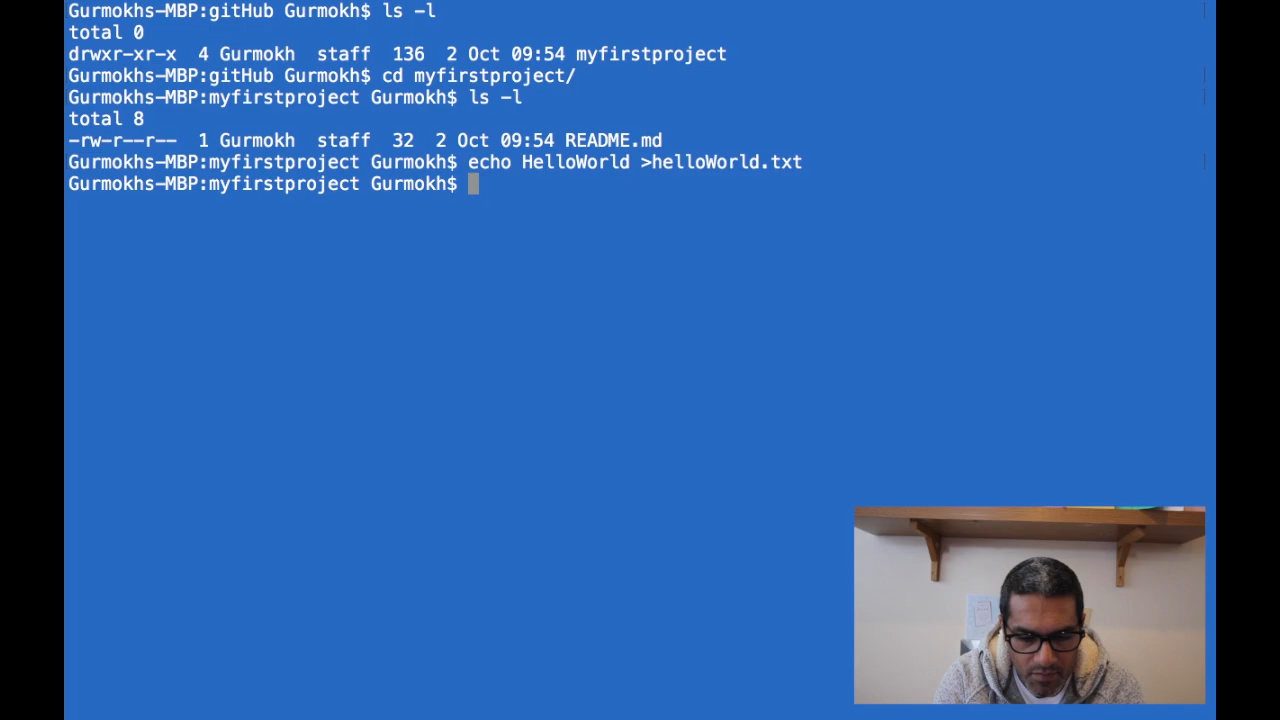 Gurmokhs-MBP:gitHub Gurmokh$ ls -l
total 0
drwxr-xr-x  4 Gurmokh  staff  136  2 Oct 09:54 myfirstproject
Gurmokhs-MBP:gitHub Gurmokh$ cd myfirstproject/
Gurmokhs-MBP:myfirstproject Gurmokh$ ls -l
total 8
-rw-r--r--  1 Gurmokh  staff  32  2 Oct 09:54 README.md
Gurmokhs-MBP:myfirstproject Gurmokh$ echo HelloWorld >helloWorld.txt
Gurmokhs-MBP:myfirstproject Gurmokh$